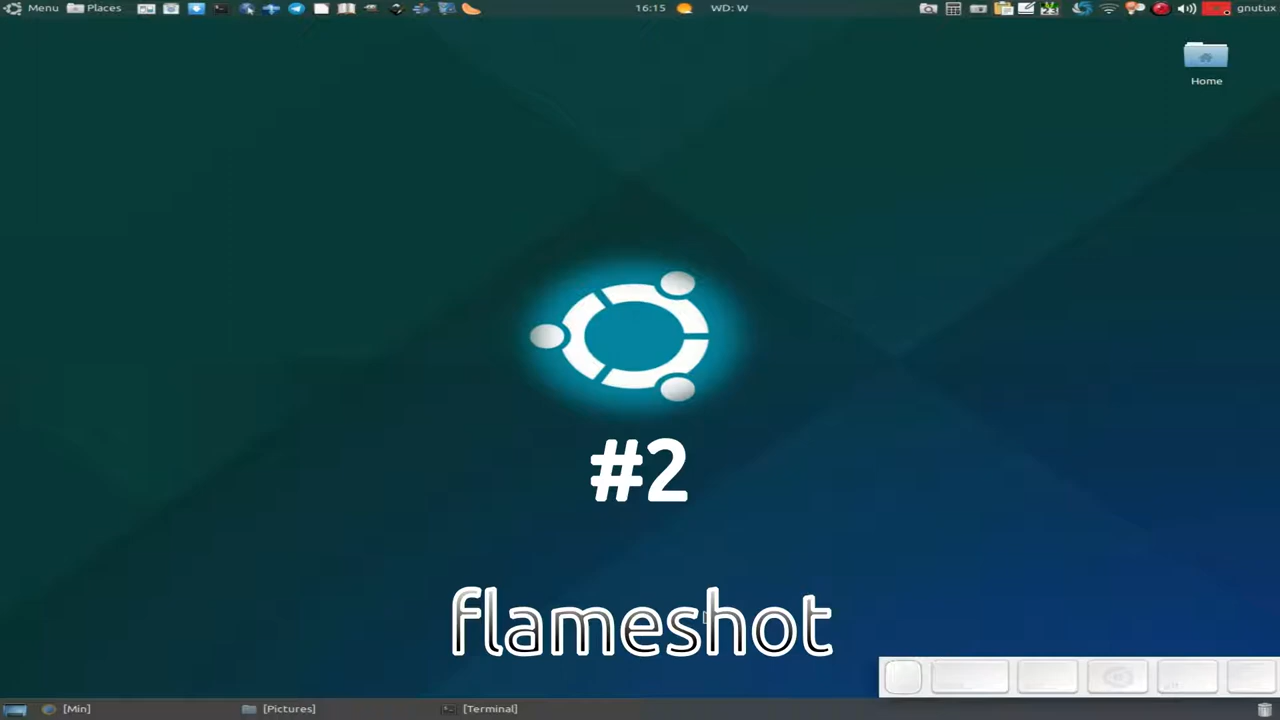 Menu Places 16:15 WD: W gnutux
Home
#2
flameshot
[Min] [Pictures] [Terminal]